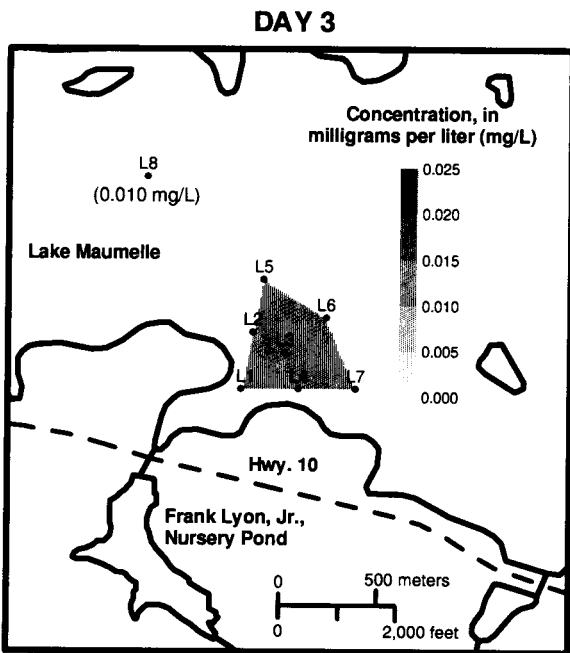 DAY 3
Concentration, in
milligrams per liter (mg/L)
L8
(0.010 mg/L)
0.025
0.020
0.015
0.010
0.005
0.000
Lake Maumelle
L5
L6
L2
L1
L7
Hwy. 10
Frank Lyon, Jr.,
Nursery Pond
0
500 meters
0
2,000 feet